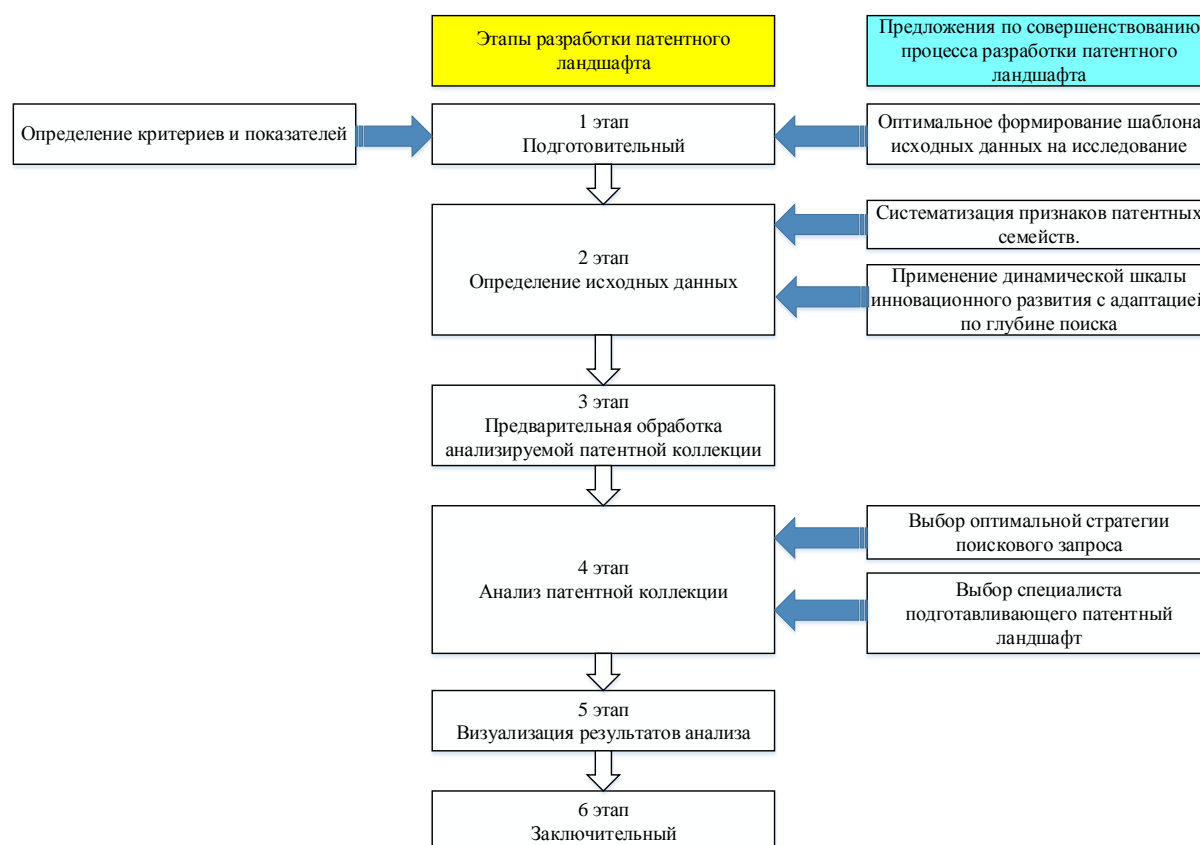 Этапы разработки патентного
ландшафта
Предложения по совершенствованию
процесса разработки патентного
ландшафта
Определение критериев и показателей
1 этап
Подготовительный
Оптимальное формирование шаблона
исходных данных на исследование
2 этап
Определение исходных данных
Систематизация признаков патентных
семейств.
Применение динамической шкалы
инновационного развития с адаптацией
по глубине поиска
3 этап
Предварительная обработка
анализируемой патентной коллекции
4 этап
Анализ патентной коллекции
Выбор оптимальной стратегии
поискового запроса
Выбор специалиста
подготавливающего патентный
ландшафт
5 этап
Визуализация результатов анализа
6 этап
Заключительный